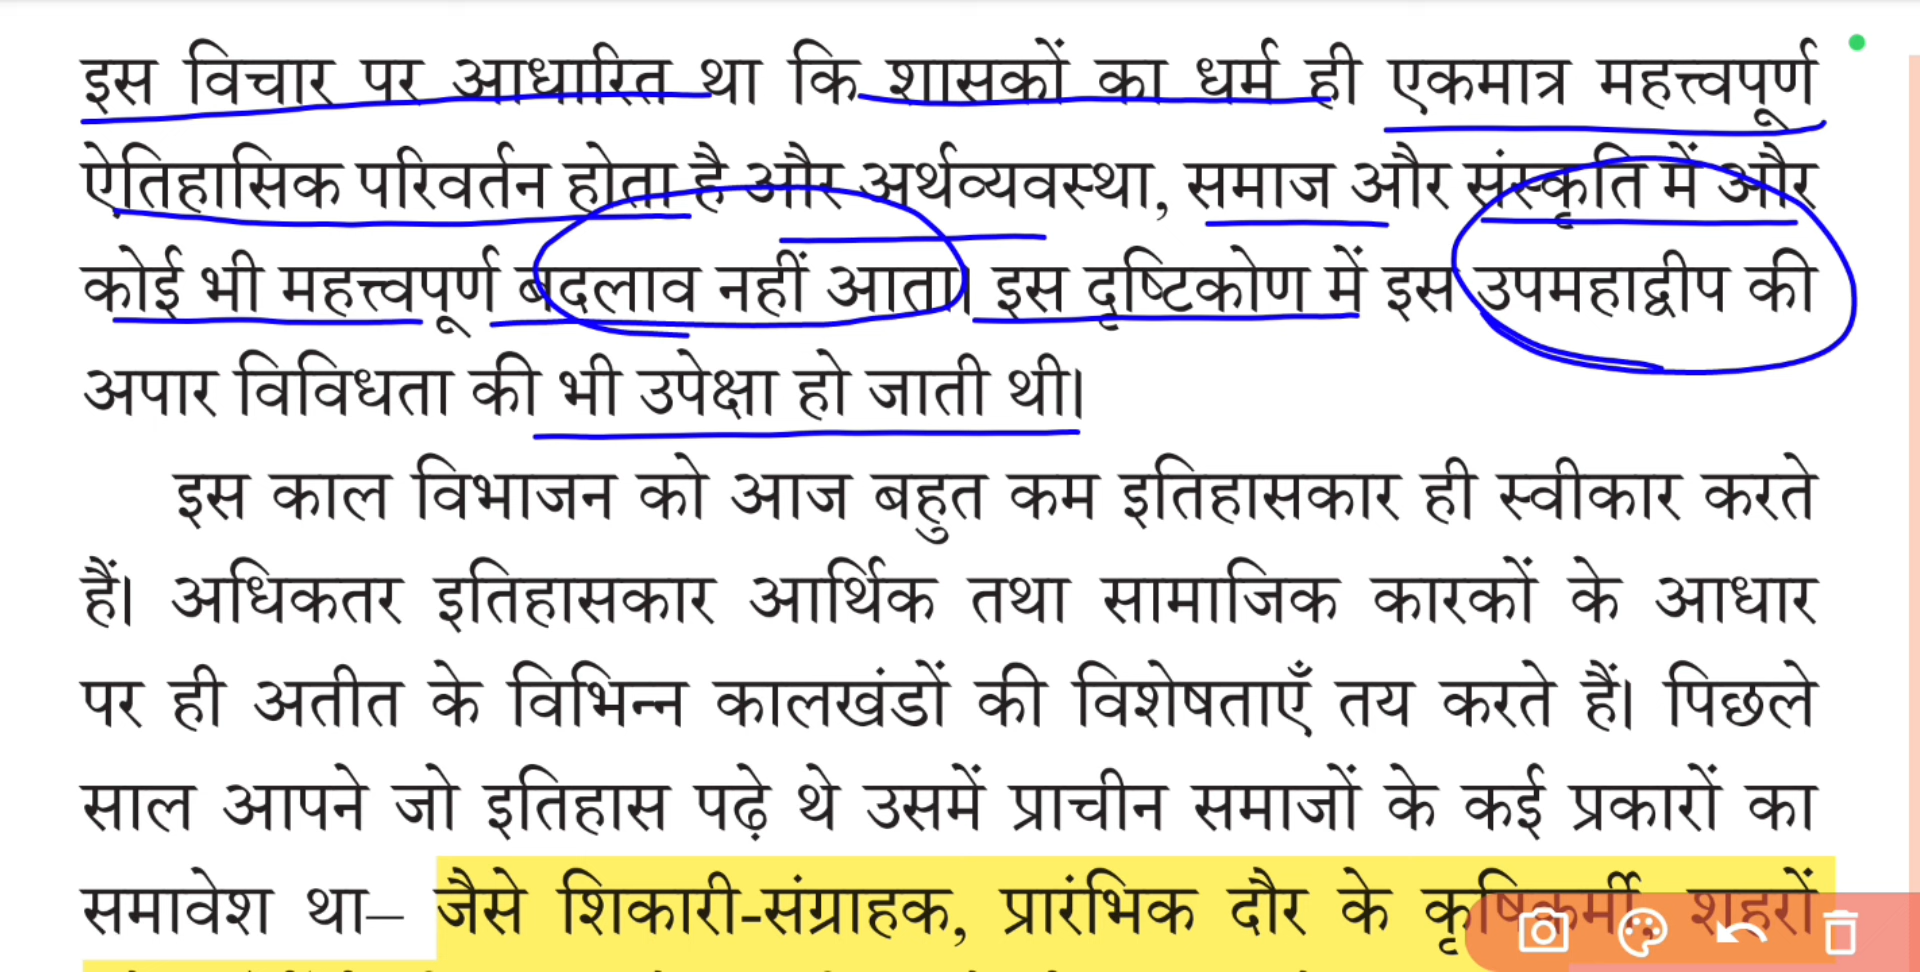 इस विचार पर आधारित था कि शासकों का धर्म ही एकमात्र महत्त्वपूर्ण
ऐतिहासिक परिवर्तन होता है और अर्थव्यवस्था, समाज और संस्कृति में और
कोई भी महत्त्वपूर्ण बदलाव नहीं आता। इस दृष्टिकोण में इस उपमहाद्वीप की
अपार विविधता की भी उपेक्षा हो जाती थी।
इस काल विभाजन को आज बहुत कम इतिहासकार ही स्वीकार करते
हैं। अधिकतर इतिहासकार आर्थिक तथा सामाजिक कारकों के आधार
पर ही अतीत के विभिन्न कालखंडों की विशेषताएँ तय करते हैं। पिछले
साल आपने जो इतिहास पढ़े थे उसमें प्राचीन समाजों के कई प्रकारों का
समावेश था– जैसे शिकारी-संग्राहक, प्रारंभिक दौर के कृषिकर्मी, शहरों